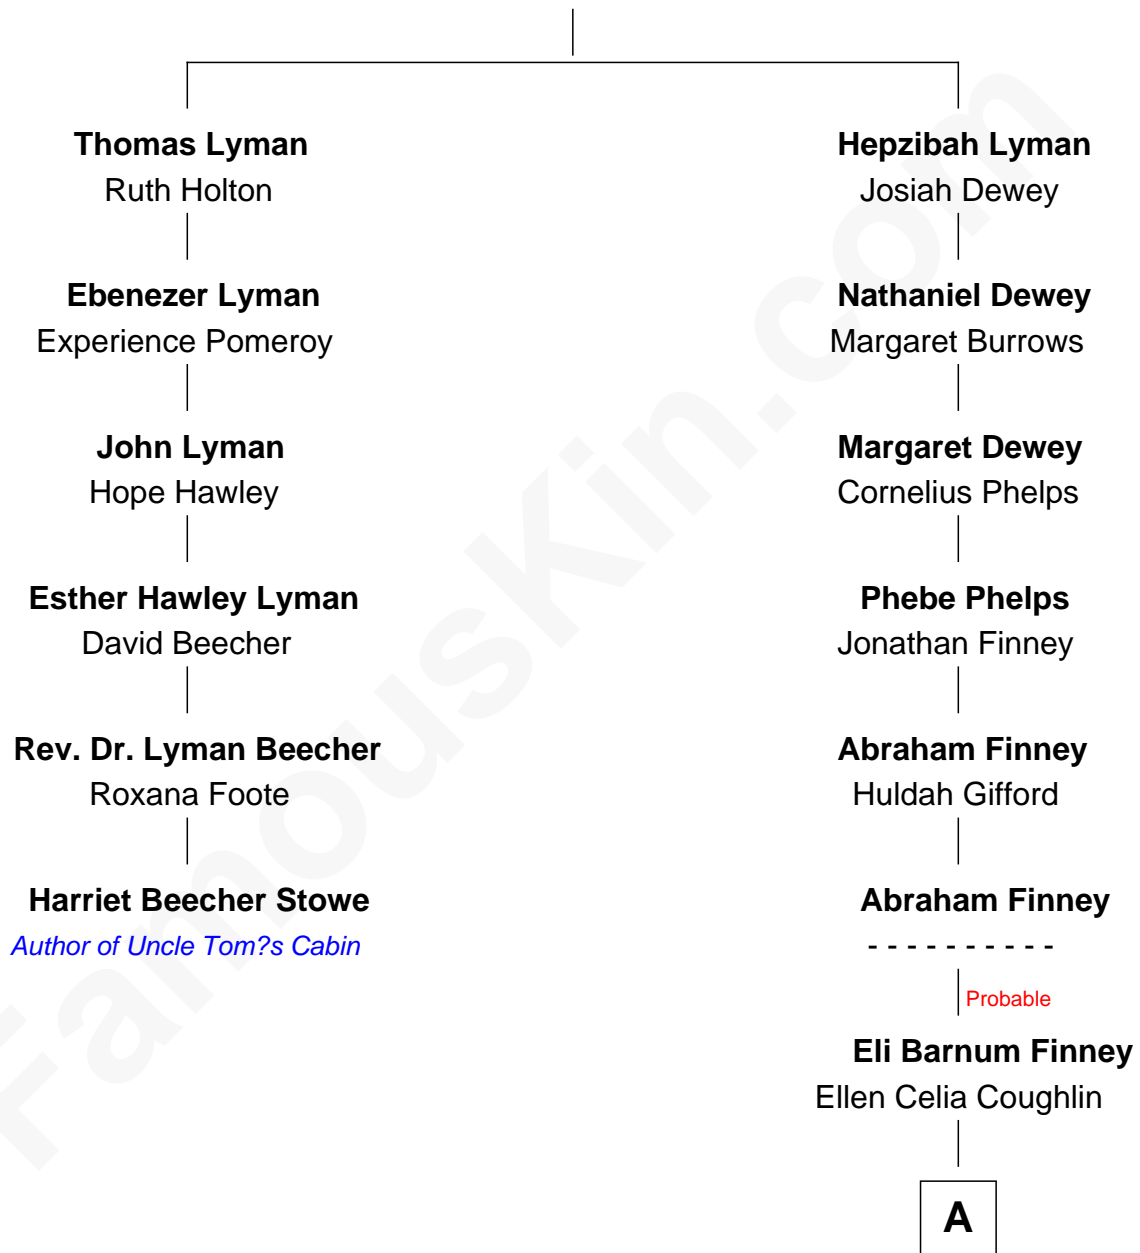 Thomas Lyman
Ruth Holton
Hepzibah Lyman
Josiah Dewey
Ebenezer Lyman
Experience Pomeroy
Nathaniel Dewey
Margaret Burrows
John Lyman
Hope Hawley
Margaret Dewey
Cornelius Phelps
Esther Hawley Lyman
David Beecher
Phebe Phelps
Jonathan Finney
Rev. Dr. Lyman Beecher
Roxana Foote
Abraham Finney
Huldah Gifford
Harriet Beecher Stowe
Author of Uncle Tom?s Cabin
Abraham Finney
- - - - - - - - - -
Probable
Eli Barnum Finney
Ellen Celia Coughlin
A
FamousKin.com